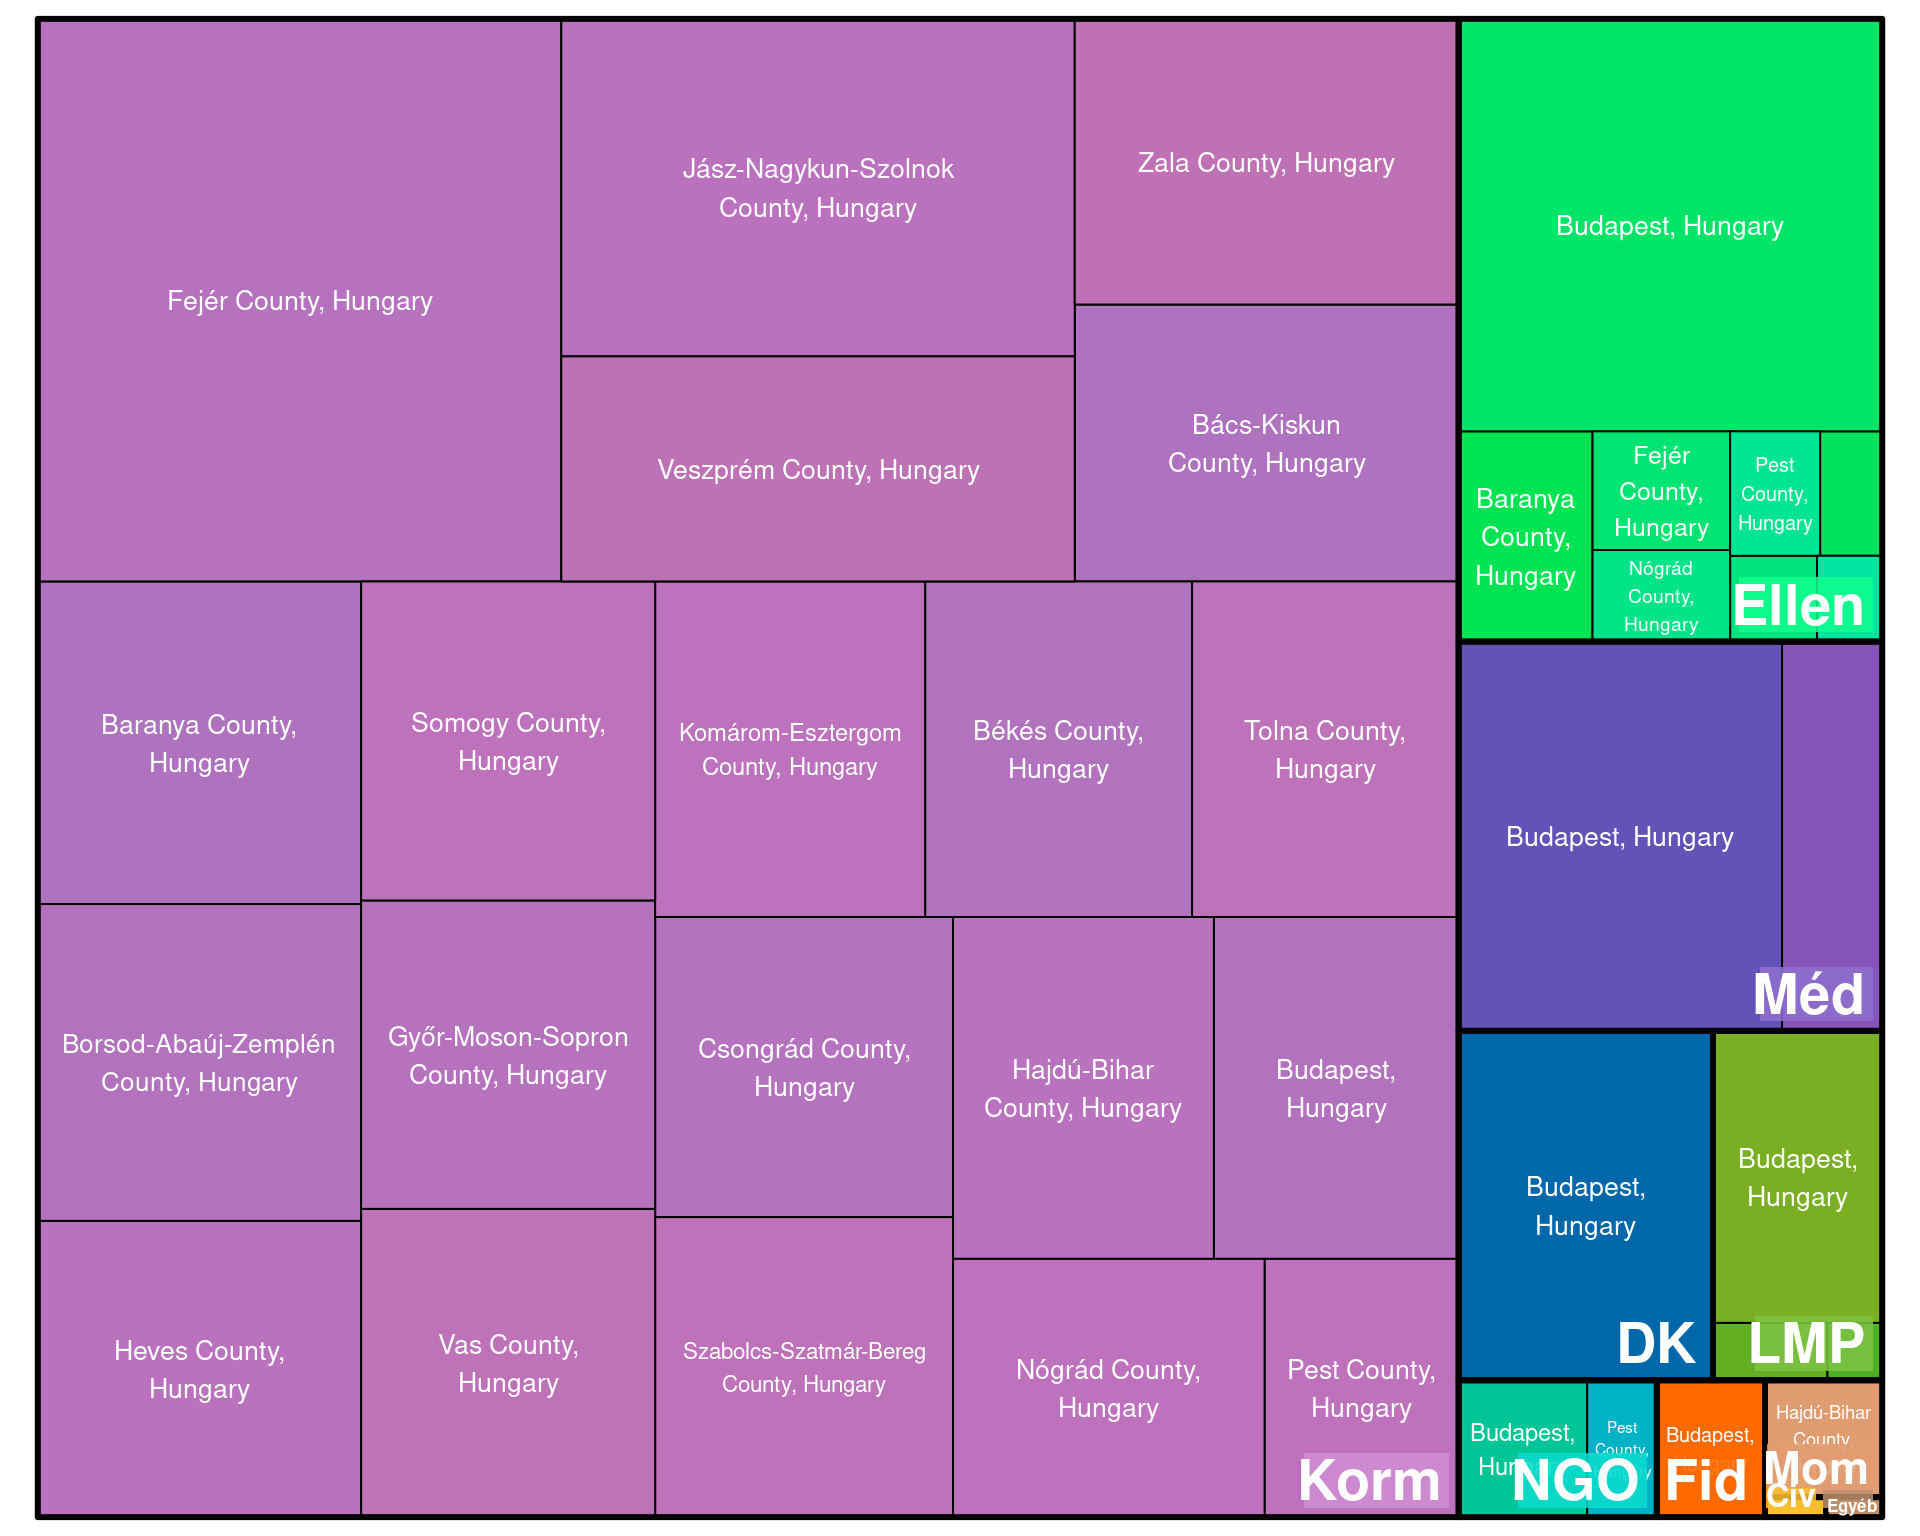 Fejér County, Hungary
Jász-Nagykun-Szolnok
County, Hungary
Zala County, Hungary
Veszprém County, Hungary
Bács-Kiskun
County, Hungary
Baranya County,
Hungary
Somogy County,
Hungary
Komárom-Esztergom
County, Hungary
Békés County,
Hungary
Tolna County,
Hungary
Borsod-Abaúj-Zemplén
County, Hungary
Győr-Moson-Sopron
County, Hungary
Csongrád County,
Hungary
Hajdú-Bihar
County, Hungary
Budapest,
Hungary
Heves County,
Hungary
Vas County,
Hungary
Szabolcs-Szatmár-Bereg
County, Hungary
Nógrád County,
Hungary
Pest County,
Hungary
Korm
Budapest, Hungary
Baranya
County,
Hungary
Fejér
County,
Hungary
Pest
County,
Hungary
Nógrád
County,
Hungary
Ellen
Budapest, Hungary
Méd
Budapest,
Hungary
DK
Budapest,
Hungary
LMP
Budapest,
Pest
County,
NGO
Budapest,
Fid
Hajdú-Bihar
County,
Mom
Civ
Egyéb